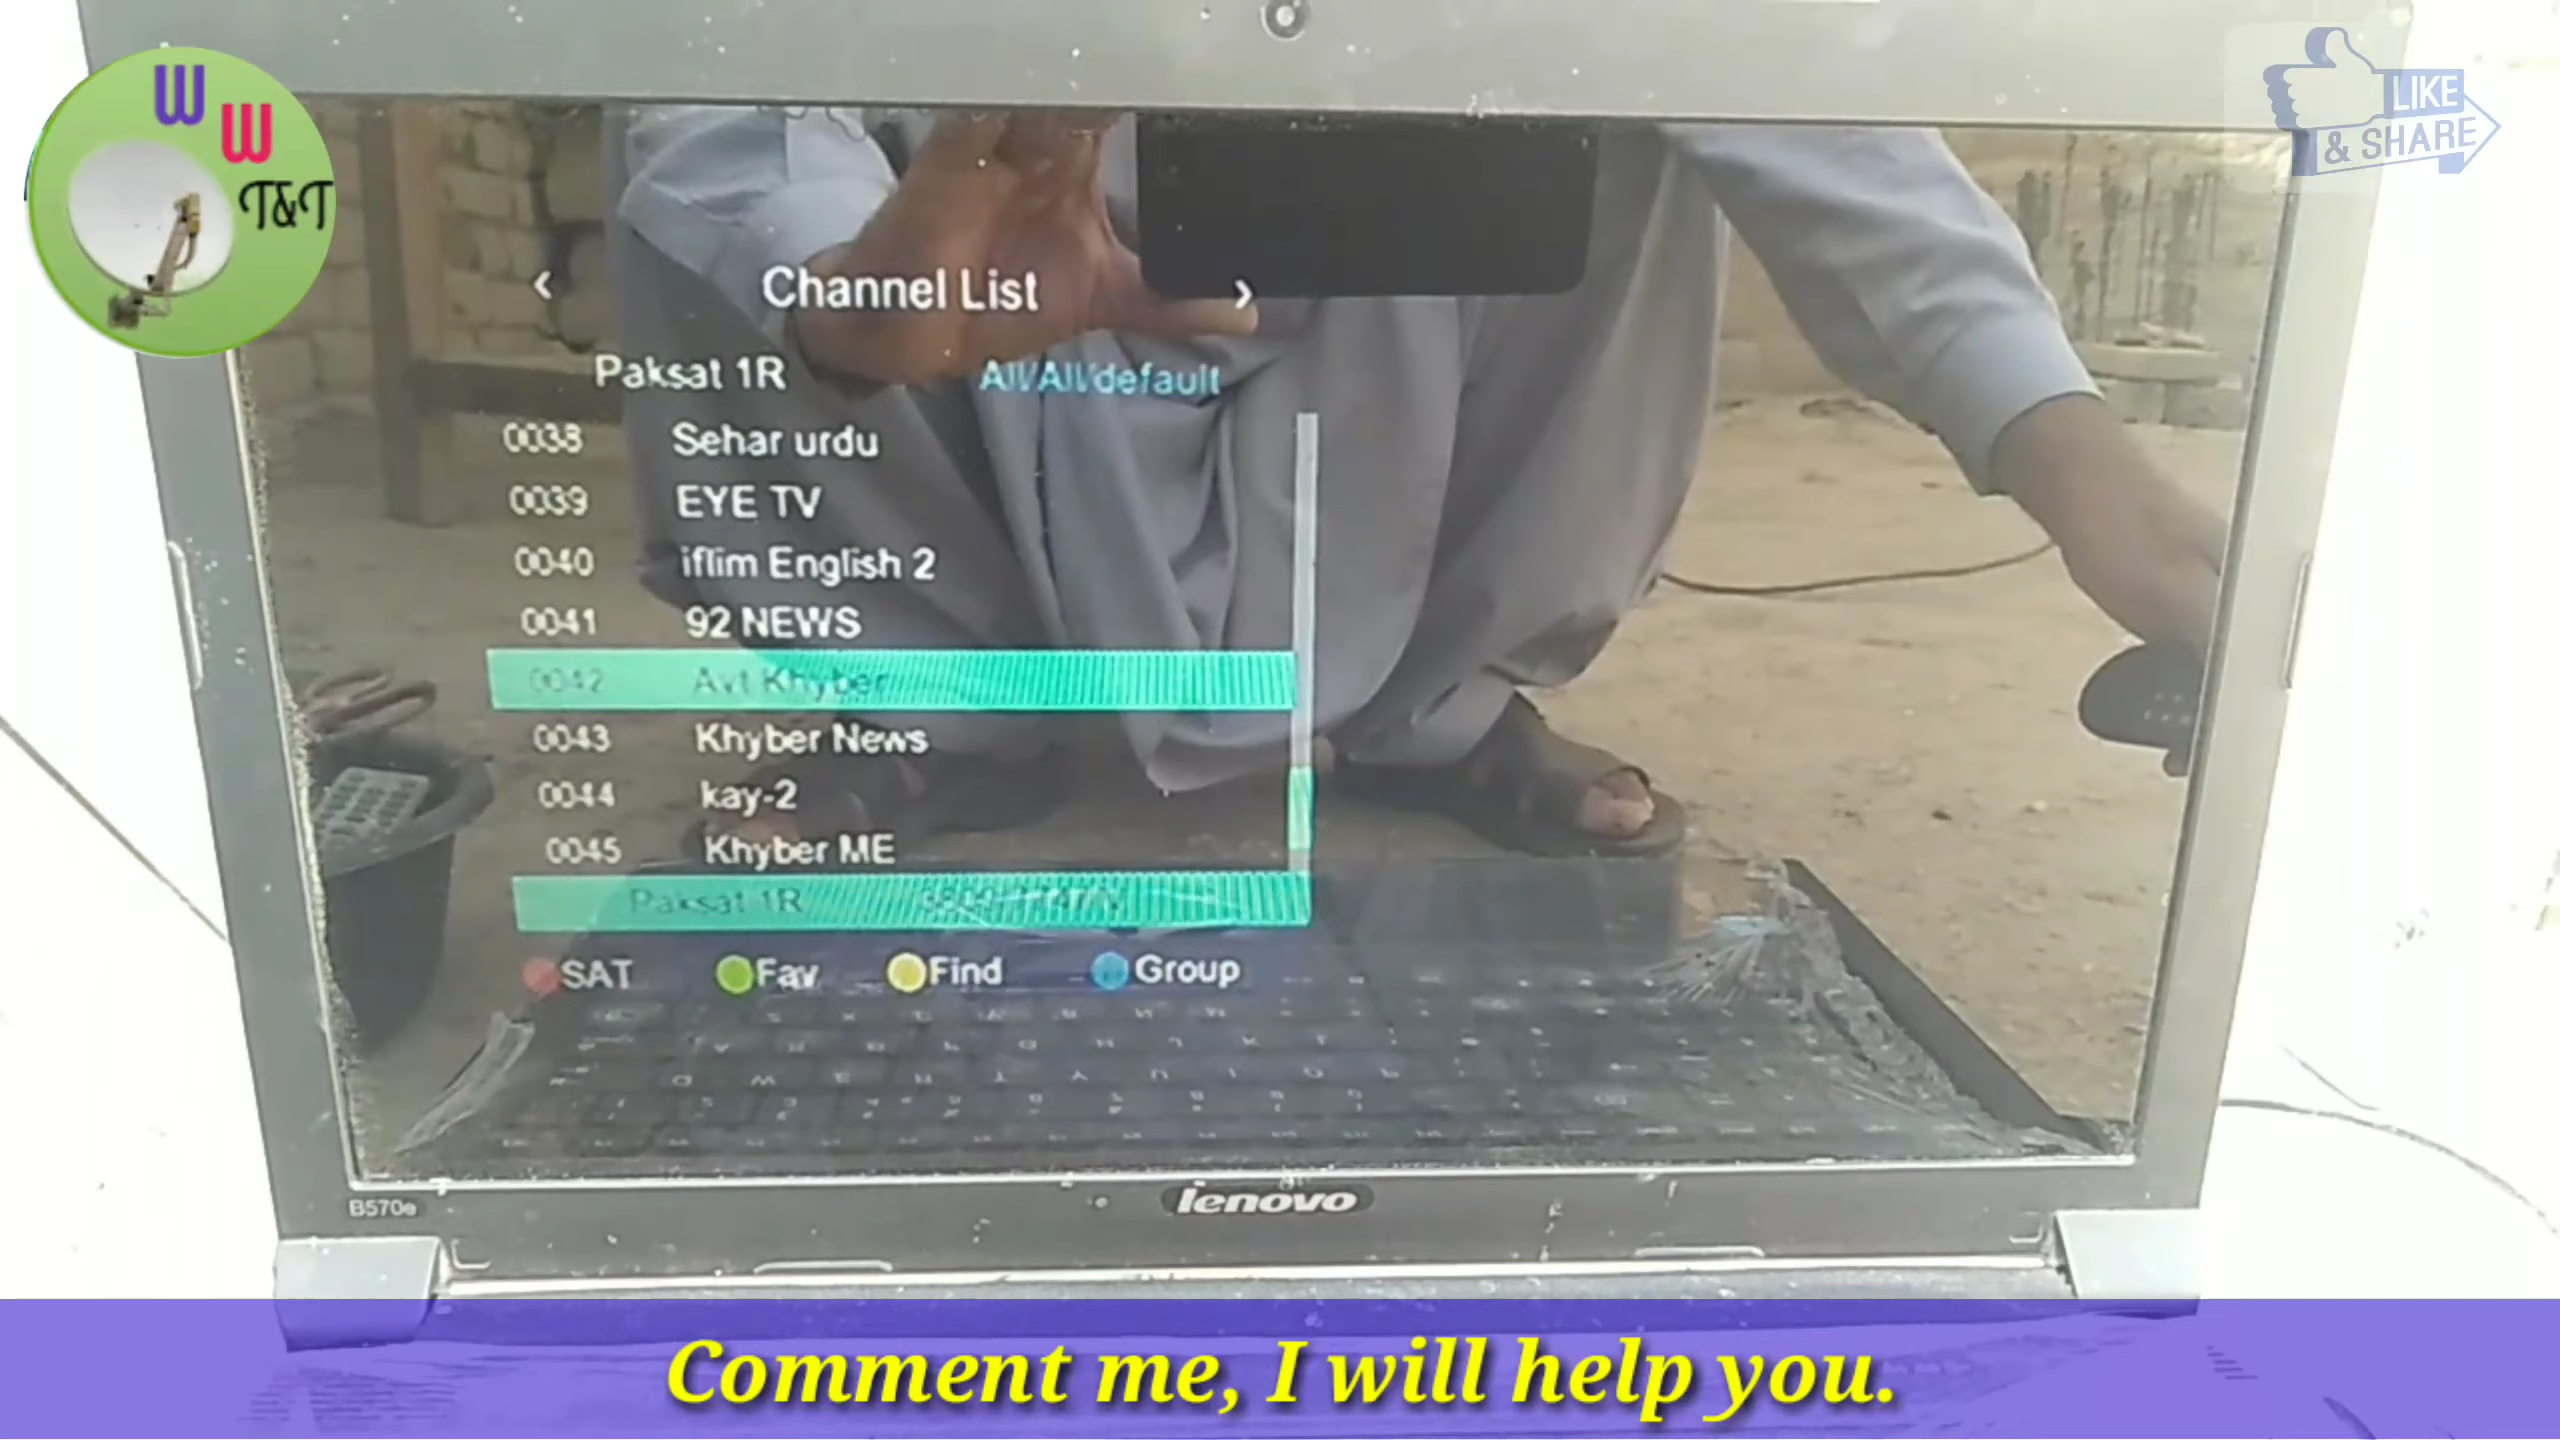 W
W
T&T
LIKE
& SHARE
‹ Channel List ›
Paksat 1R All/All/default
0038 Sehar urdu
0039 EYE TV
0040 iflim English 2
0041 92 NEWS
0042 Avt Khyber
0043 Khyber News
0044 kay-2
0045 Khyber ME
Paksat 1R
SAT Fav Find Group
B570e
lenovo
Comment me, I will help you.